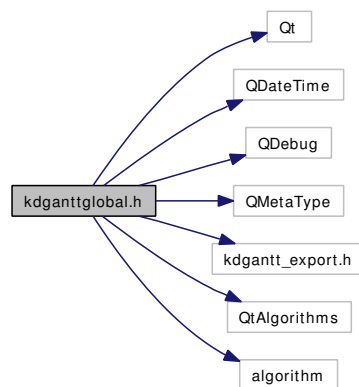 Qt
QDateTime
QDebug
kdganttglobal.h
QMetaType
kdgantt_export.h
QtAlgorithms
algorithm